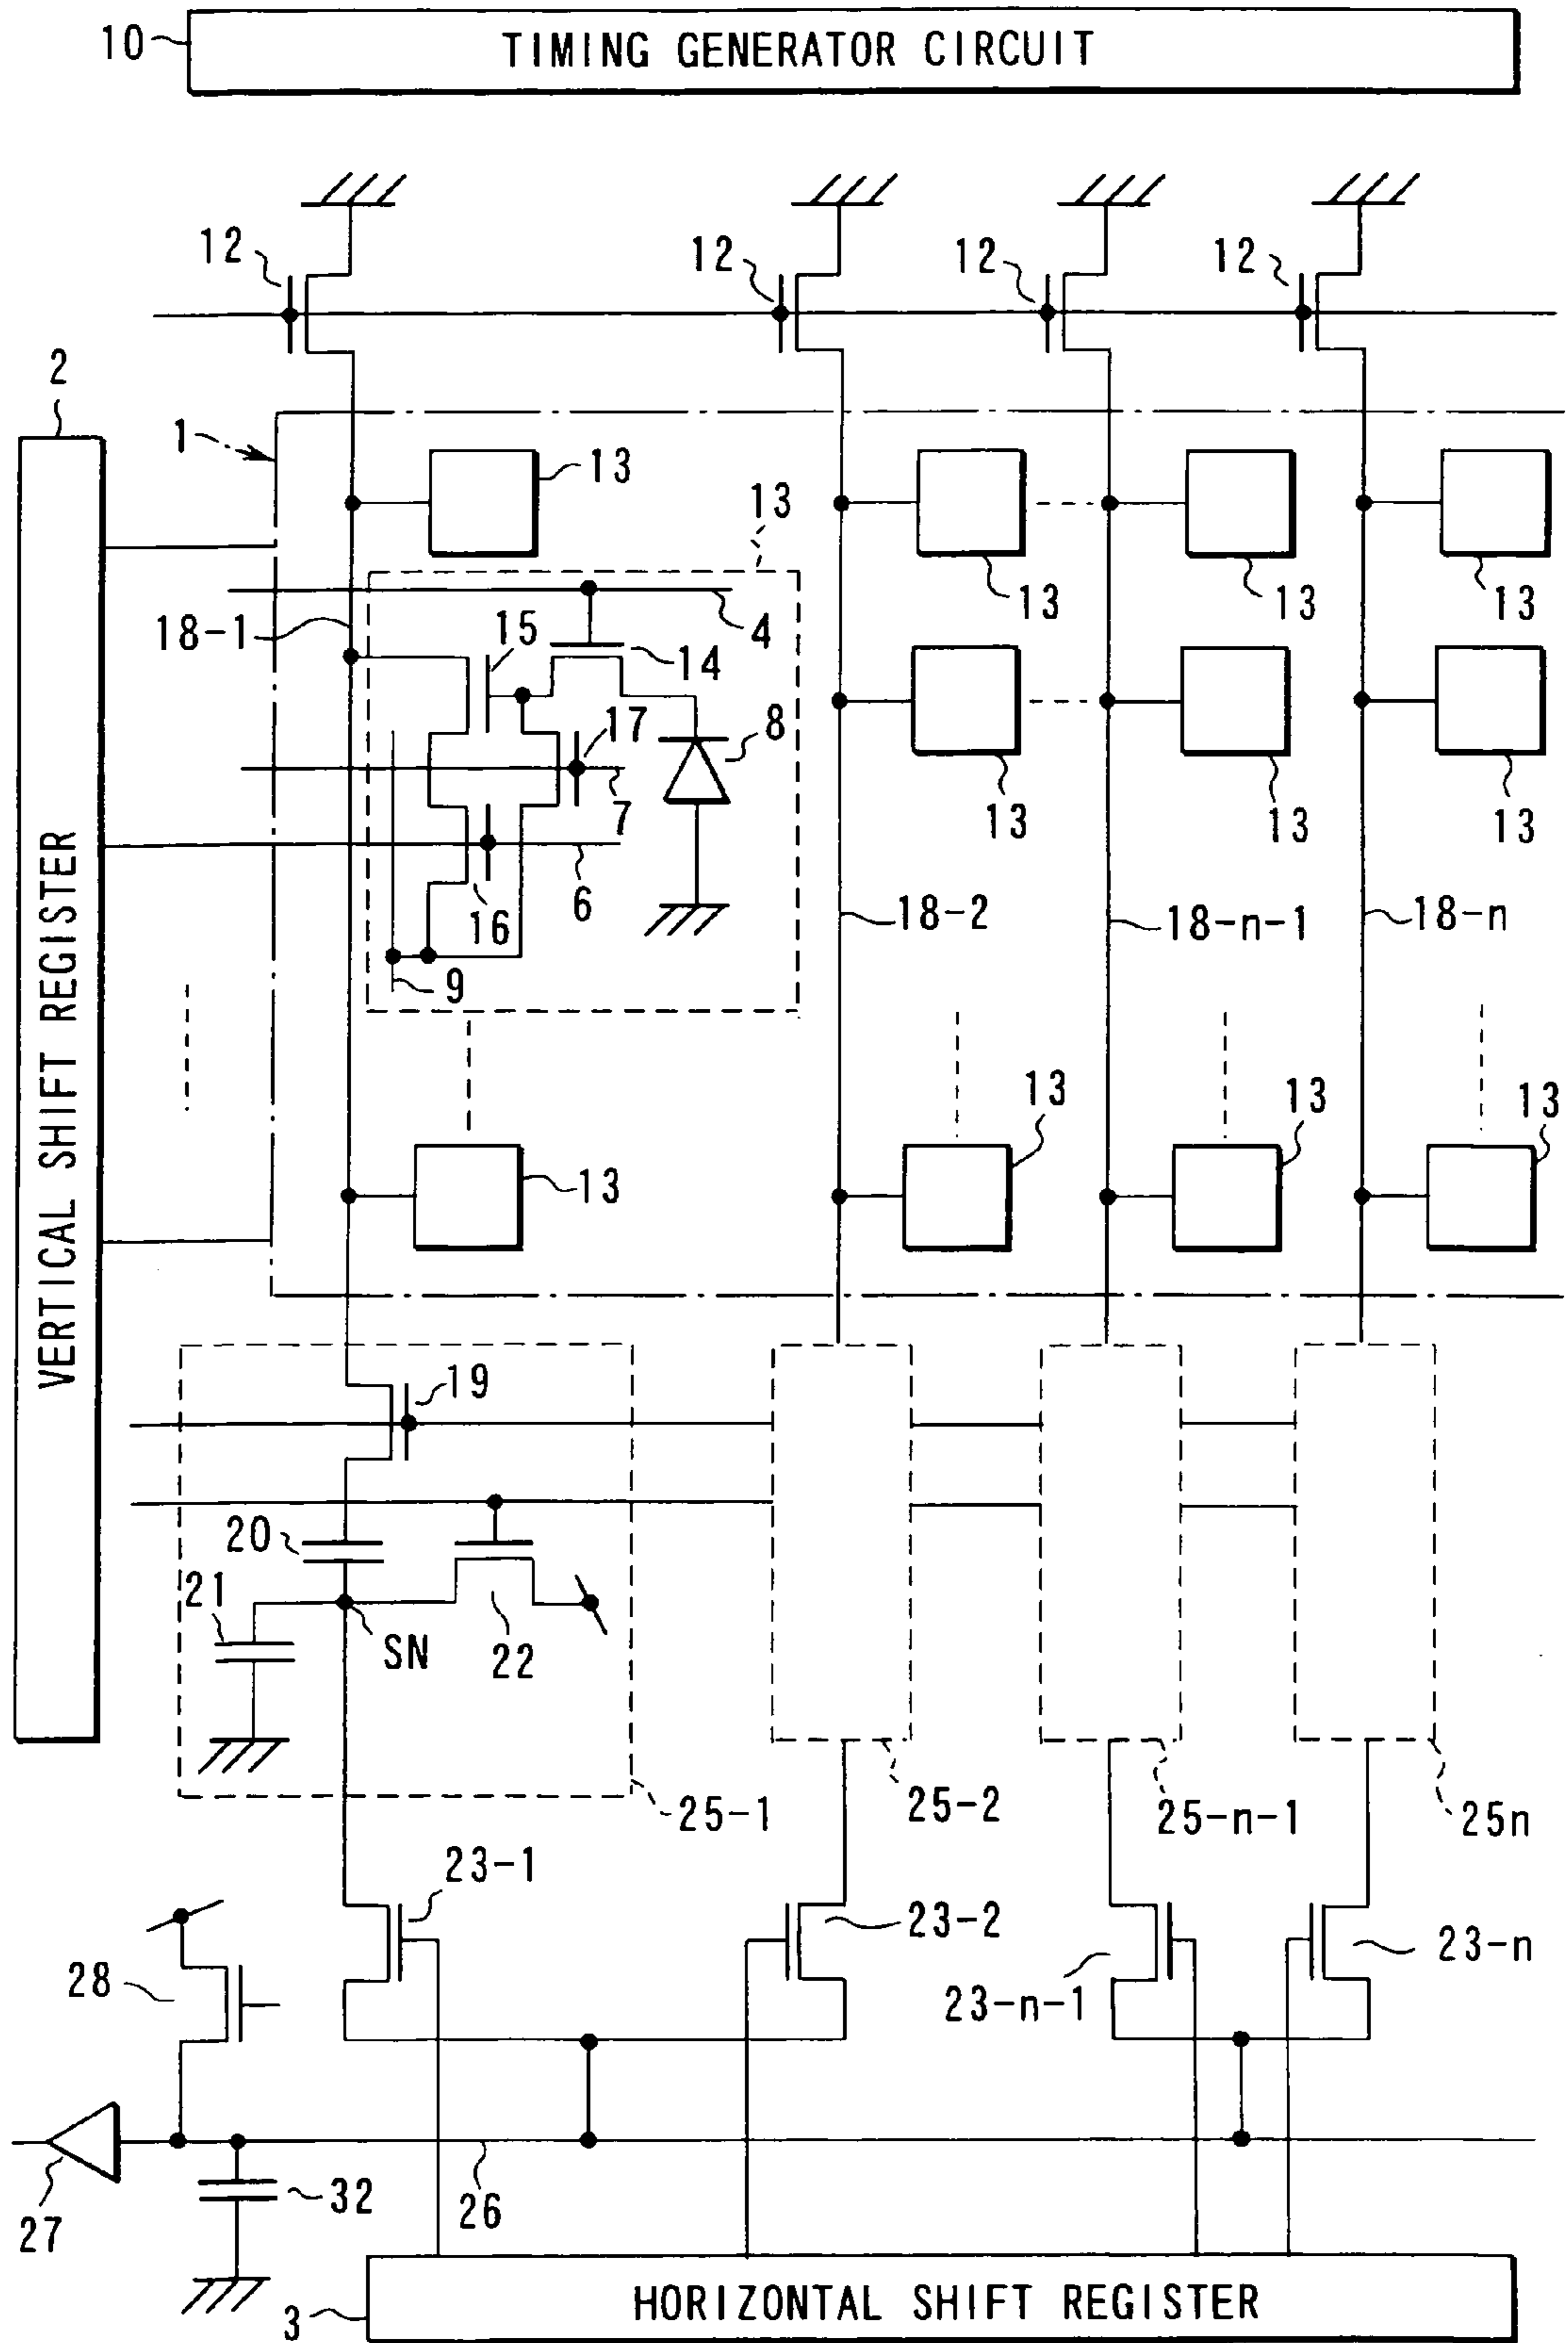 10 TIMING GENERATOR CIRCUIT
12 12 12 12
2
1
13 13
18-1 15 4 14 13 13 13
17 8
7 13 13 13
16 6
9
18-2 18-n-1 18-n
VERTICAL SHIFT REGISTER
13 13 13 13
19
20
21 SN 22
25-1 25-2 25-n-1 25n
23-1 23-2 23-n-1 23-n
28
27 32 26
3 HORIZONTAL SHIFT REGISTER